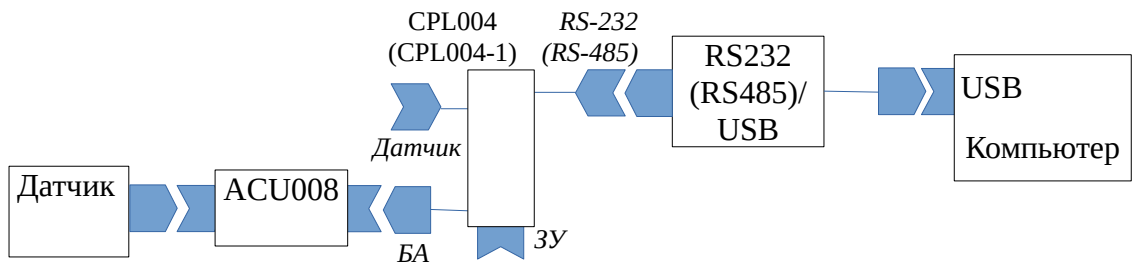 CPL004
(CPL004-1)
RS-232
(RS-485)
RS232
(RS485)/
USB
USB
Компьютер
Датчик
Датчик
ACU008
БА
ЗУ